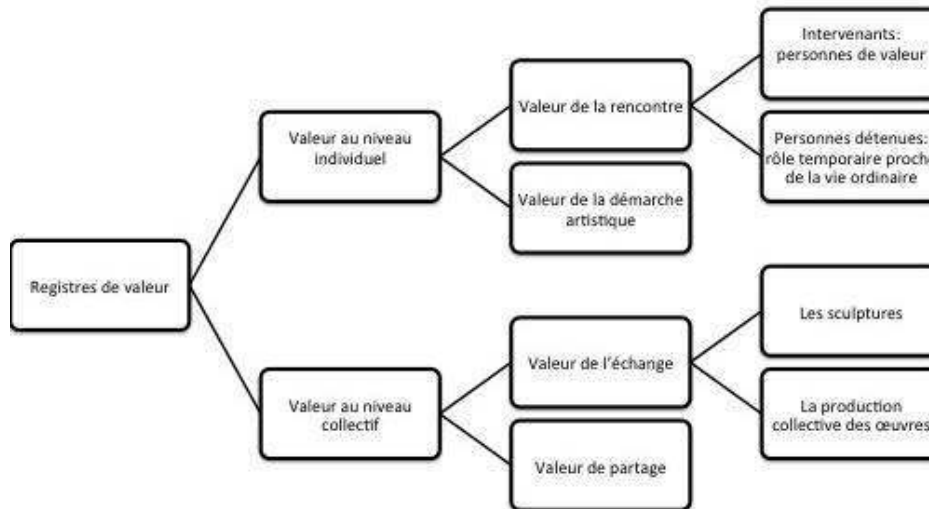 Registres de valeur
Valeur au niveau
individuel
Valeur de la rencontre
Intervenants:
personnes de valeur
Personnes détenues:
rôle temporaire proche
de la vie ordinaire
Valeur de la démarche
artistique
Valeur au niveau
collectif
Valeur de l'échange
Les sculptures
La production
collective des œuvres
Valeur de partage